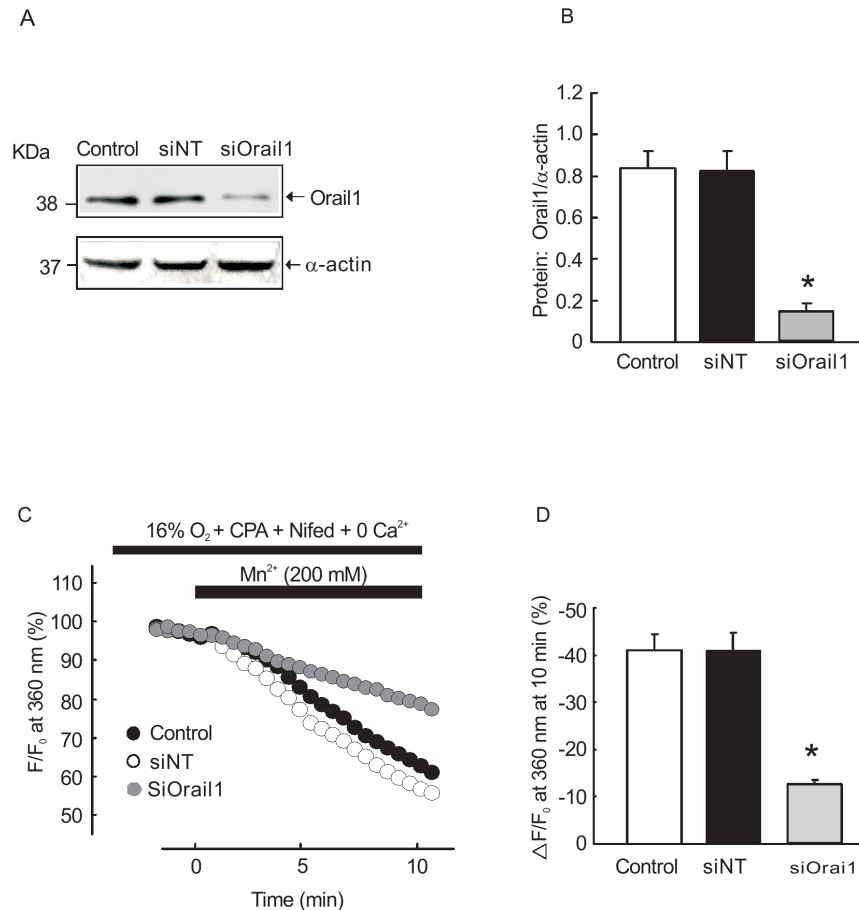 A
KDa
Control siNT siOrail1
38
Orail1
37
α-actin
B
Protein: Orail1/α-actin
1.2
1.0
0.8
0.6
0.4
0.2
0
*
Control siNT siOrail1
C
16% O₂ + CPA + Nifed + 0 Ca²⁺
Mn²⁺ (200 mM)
F/F₀ at 360 nm (%)
110
100
90
80
70
60
50
Control
siNT
SiOrail1
0 5 10
Time (min)
D
△F/F₀ at 360 nm at 10 min (%)
-50
-40
-30
-20
-10
0
*
Control siNT siOrai1